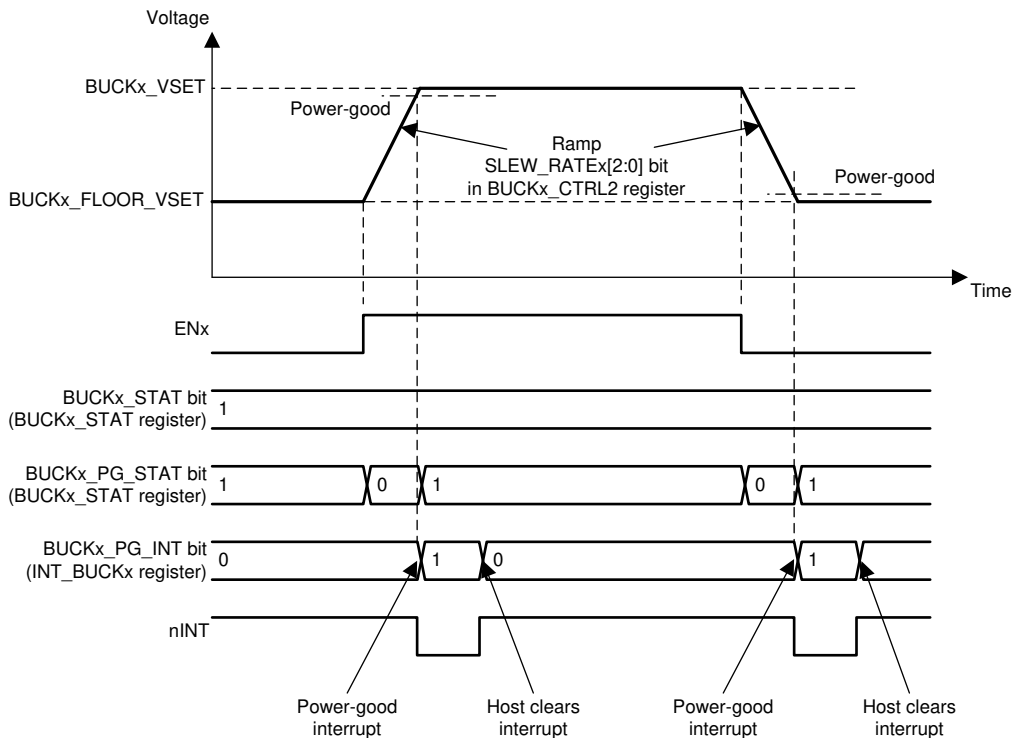 Voltage
BUCKx_VSET
Power-good
Ramp
SLEW_RATEx[2:0] bit
in BUCKx_CTRL2 register
Power-good
BUCKx_FLOOR_VSET
Time
ENx
BUCKx_STAT bit
(BUCKx_STAT register)
1
BUCKx_PG_STAT bit
(BUCKx_STAT register)
1 0 1 0 1
BUCKx_PG_INT bit
(INT_BUCKx register)
0 1 0 1
nINT
Power-good
interrupt
Host clears
interrupt
Power-good
interrupt
Host clears
interrupt